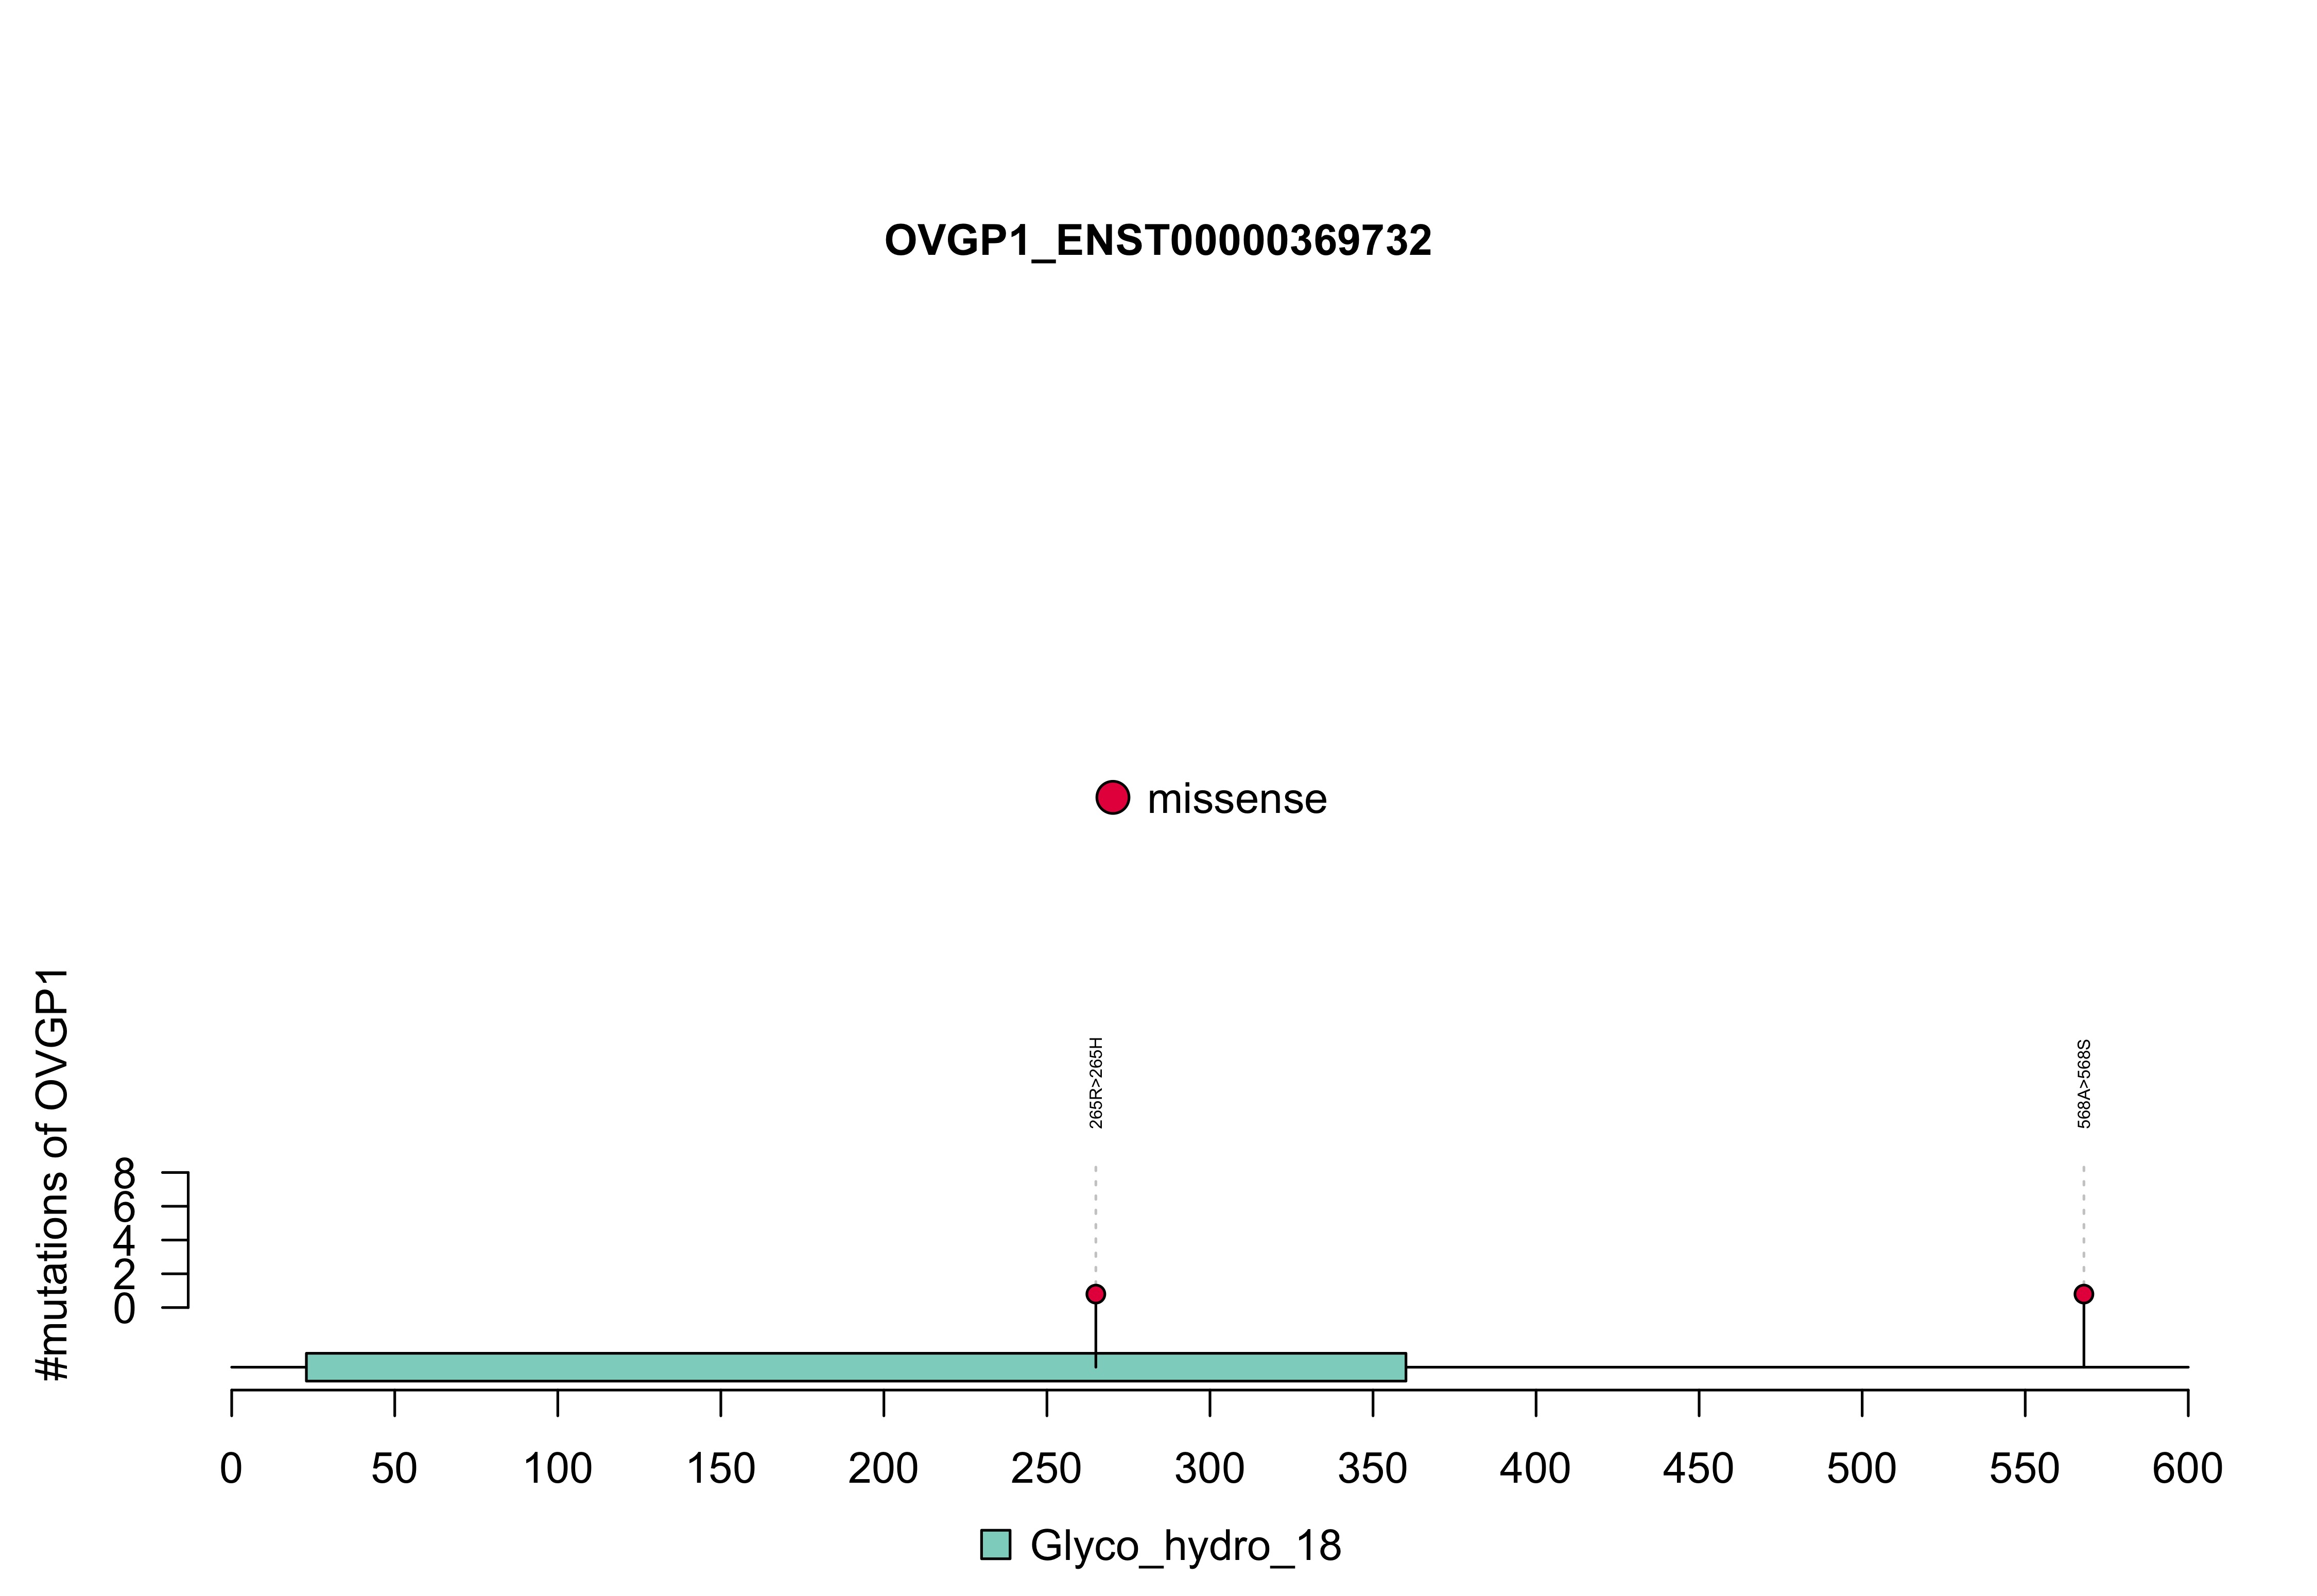 OVGP1_ENST00000369732
missense
#mutations of OVGP1
265R>265H
568A>568S
8
6
4
2
0
0 50 100 150 200 250 300 350 400 450 500 550 600
Glyco_hydro_18